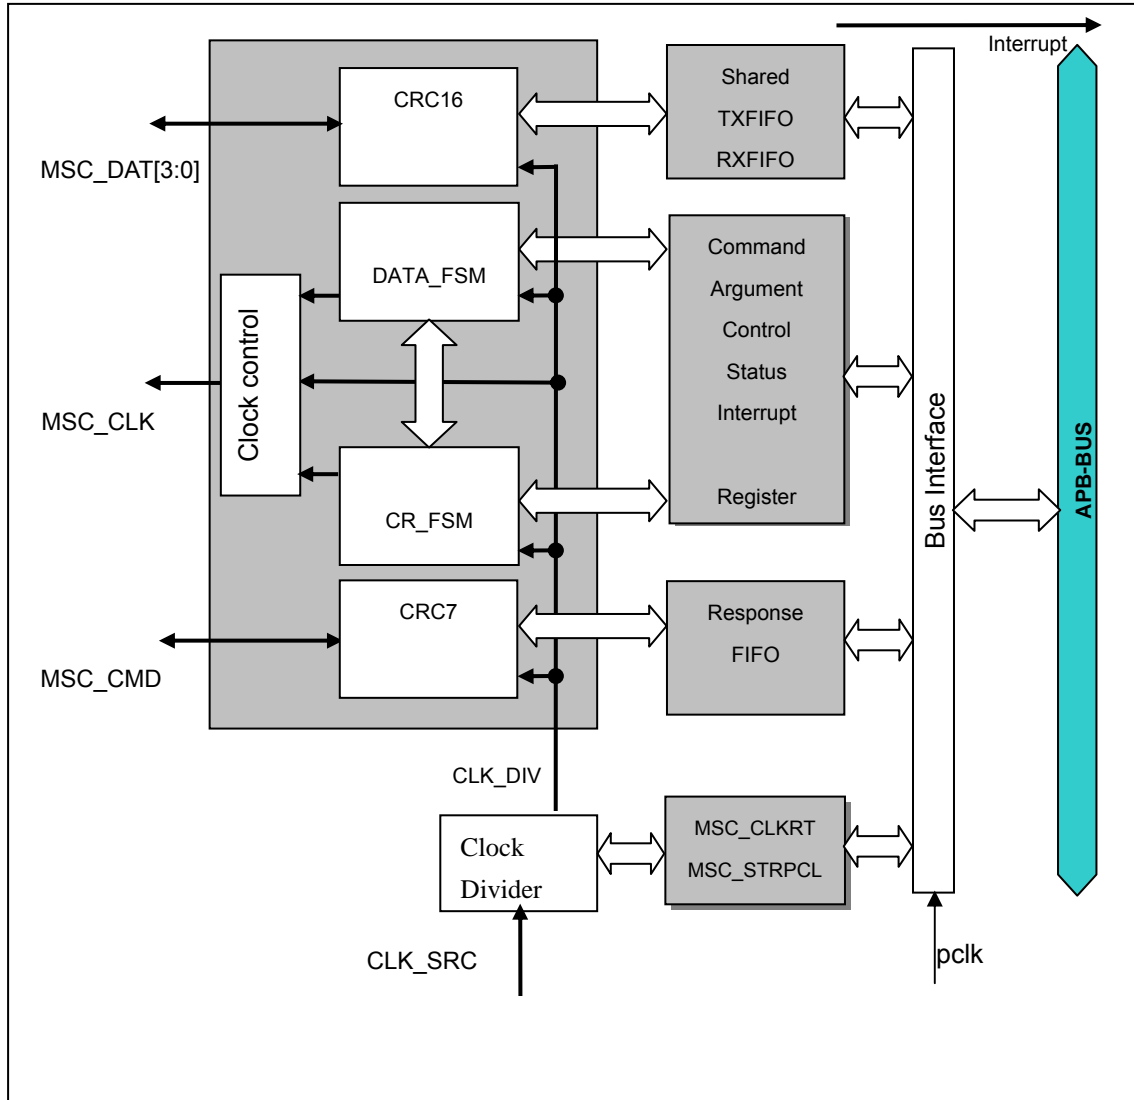 Interrupt
CRC16
Shared
TXFIFO
RXFIFO
MSC_DAT[3:0]
DATA_FSM
Command
Argument
Control
Status
Interrupt
Register
Clock control
MSC_CLK
CR_FSM
Bus Interface
APB-BUS
CRC7
Response
FIFO
MSC_CMD
CLK_DIV
Clock
Divider
MSC_CLKRT
MSC_STRPCL
CLK_SRC
pclk